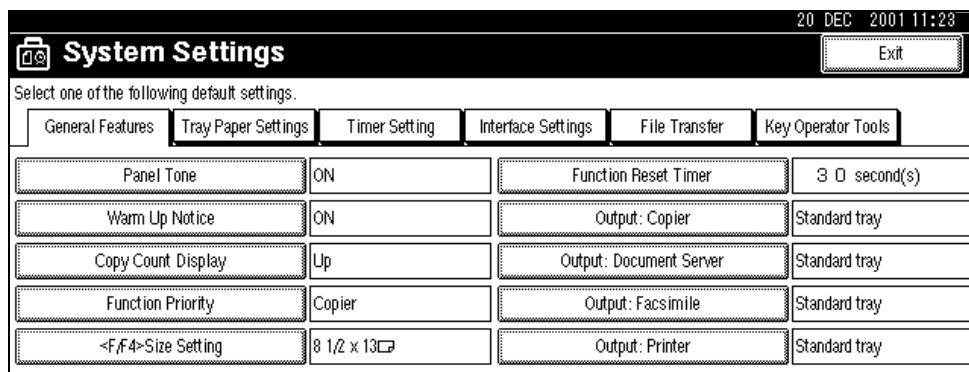 20 DEC 2001 11:23
System Settings
Exit
Select one of the following default settings.
General Features Tray Paper Settings Timer Setting Interface Settings File Transfer Key Operator Tools
Panel Tone ON Function Reset Timer 30 second(s)
Warm Up Notice ON Output: Copier Standard tray
Copy Count Display Up Output: Document Server Standard tray
Function Priority Copier Output: Facsimile Standard tray
<F/F4>Size Setting 8 1/2 x 13 Output: Printer Standard tray